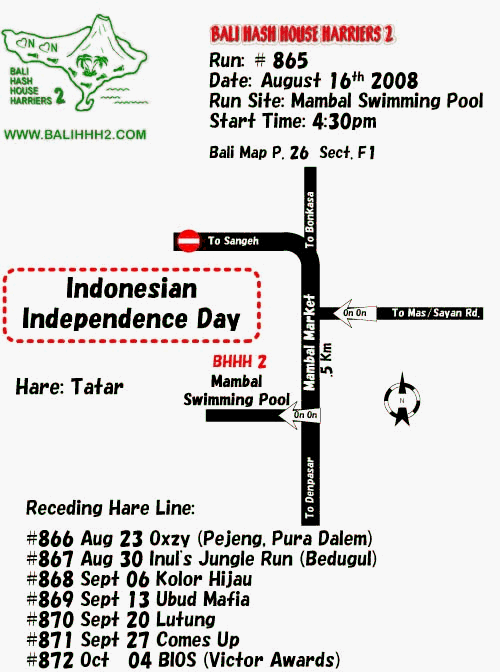 BALI
HASH
HOUSE
HARRIERS 2
WWW.BALIHHH2.COM
BALI HASH HOUSE HARRIERS 2
Run: # 865
Date: August 16th 2008
Run Site: Mambal Swimming Pool
Start Time: 4:30pm
Bali Map P. 26 Sect. F1
To Bonkasa
To Sangeh
Indonesian
Independence Day
Mambal Market
On On
To Mas/Sayan Rd.
.5 Km
BHHH 2
Mambal
Swimming Pool
On On
Hare: Tatar
N
To Denpasar
Receding Hare Line:
#866 Aug 23 Oxzy (Pejeng, Pura Dalem)
#867 Aug 30 Inul's Jungle Run (Bedugul)
#868 Sept 06 Kolor Hijau
#869 Sept 13 Ubud Mafia
#870 Sept 20 Lutung
#871 Sept 27 Comes Up
#872 Oct 04 BIOS (Victor Awards)